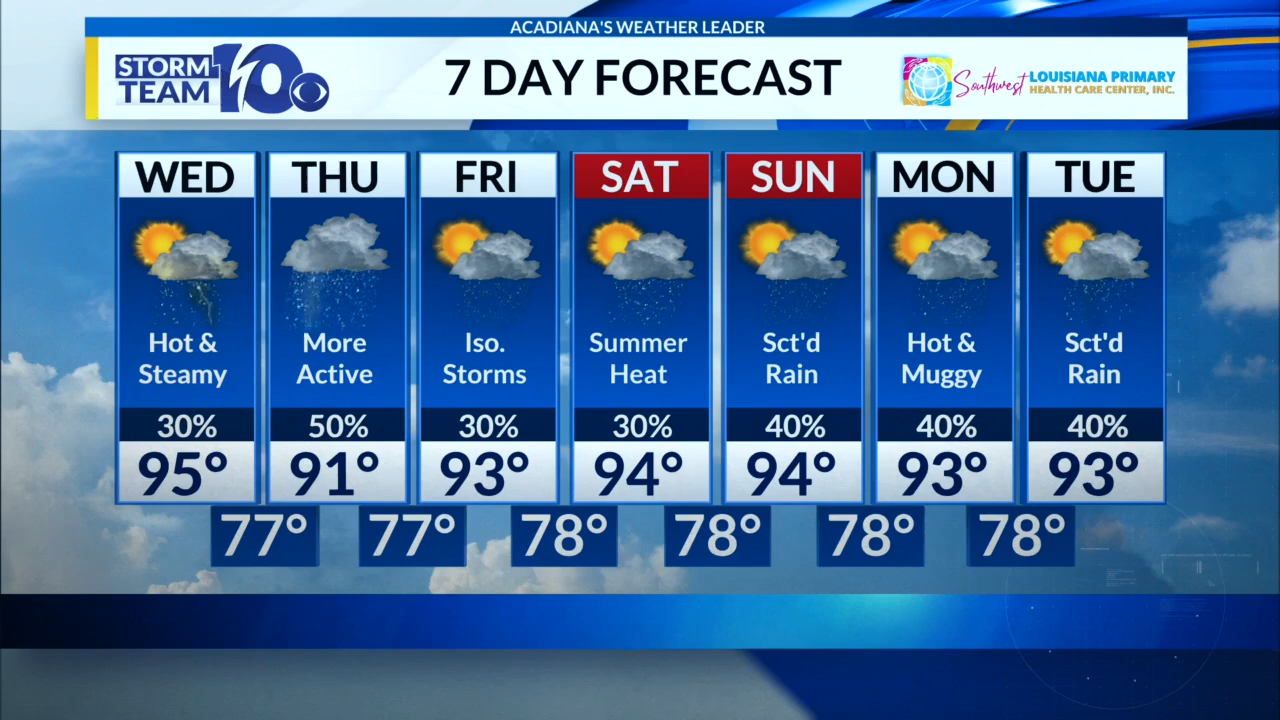 ACADIANA'S WEATHER LEADER
STORM TEAM 10
7 DAY FORECAST
Southwest LOUISIANA PRIMARY
HEALTH CARE CENTER, INC.
WED THU FRI SAT SUN MON TUE
Hot & More Iso. Summer Sct'd Hot & Sct'd
Steamy Active Storms Heat Rain Muggy Rain
30% 50% 30% 30% 40% 40% 40%
95° 91° 93° 94° 94° 93° 93°
77° 77° 78° 78° 78° 78°